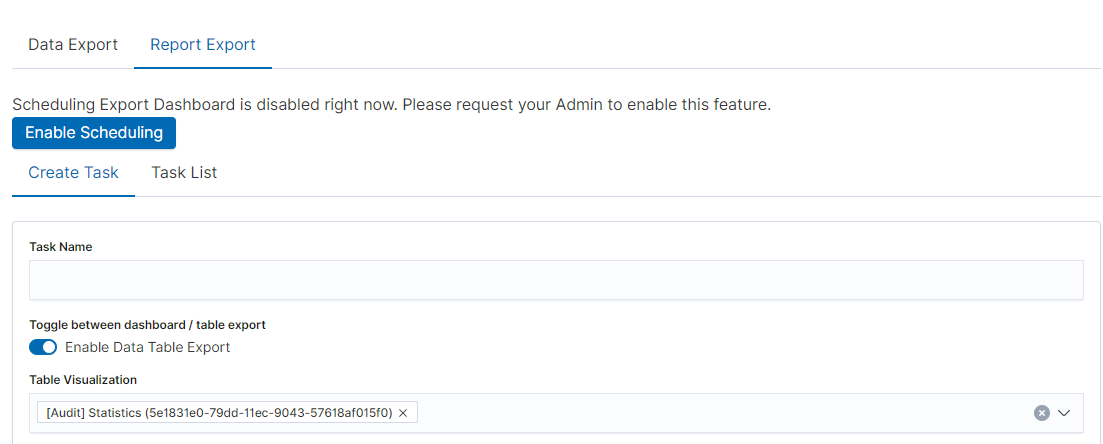 Data Export Report Export
Scheduling Export Dashboard is disabled right now. Please request your Admin to enable this feature.
Enable Scheduling
Create Task Task List
Task Name
Toggle between dashboard / table export
Enable Data Table Export
Table Visualization
[Audit] Statistics (5e1831e0-79dd-11ec-9043-57618af015f0)